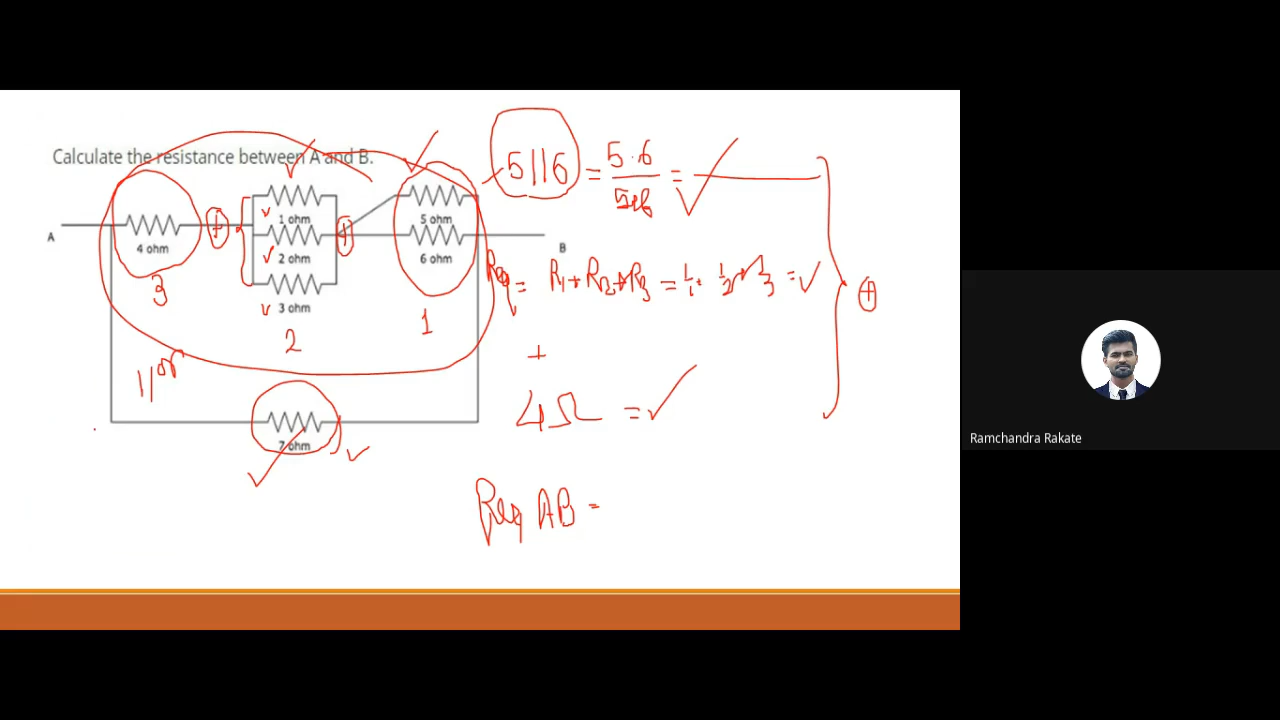 Calculate the resistance between A and B.
5||6 = 5.6 / 5+6 =
1 ohm
5 ohm
A
4 ohm
2 ohm
6 ohm
B
3
Req = R1 + R2 + R3 = 1/1 + 1/2 + 1/3 =
3 ohm
2
1
+
||or
4Ω =
7 ohm
Req AB =
Ramchandra Rakate